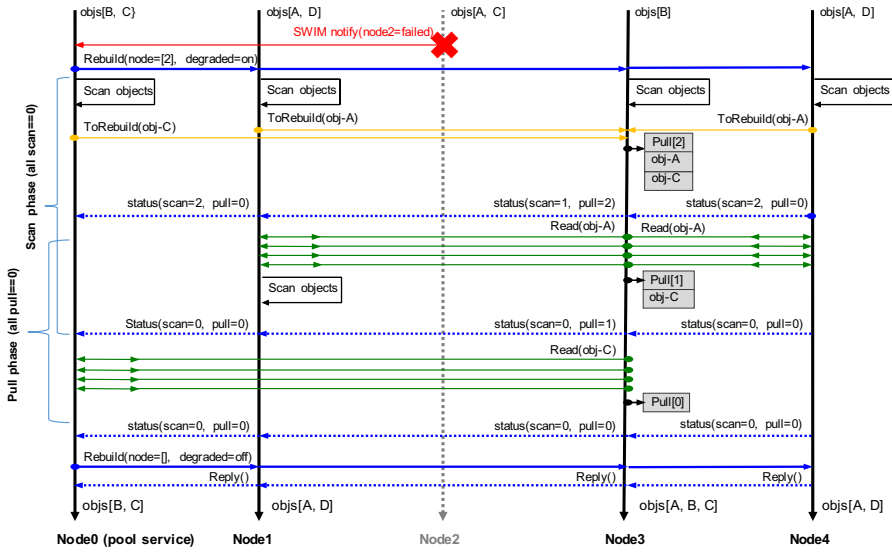 objs[B, C}
objs[A, D]
objs[A, C]
objs[B]
objs[A, D]
SWIM notify(node2=failed)
Rebuild(node=[2], degraded=on)
Scan objects
Scan objects
Scan objects
Scan objects
ToRebuild(obj-C)
ToRebuild(obj-A)
ToRebuild(obj-A)
Pull[2]
obj-A
obj-C
Scan phase (all scan==0)
status(scan=2, pull=0)
status(scan=1, pull=2)
status(scan=2, pull=0)
Read(obj-A)
Read(obj-A)
Scan objects
Pull[1]
obj-C
Pull phase (all pull==0)
Status(scan=0, pull=0)
status(scan=0, pull=1)
status(scan=0, pull=0)
Read(obj-C)
Pull[0]
status(scan=0, pull=0)
status(scan=0, pull=0)
status(scan=0, pull=0)
Rebuild(node=[], degraded=off)
Reply()
Reply()
Reply()
objs[B, C]
objs[A, D]
objs[A, B, C]
objs[A, D]
Node0 (pool service)
Node1
Node2
Node3
Node4